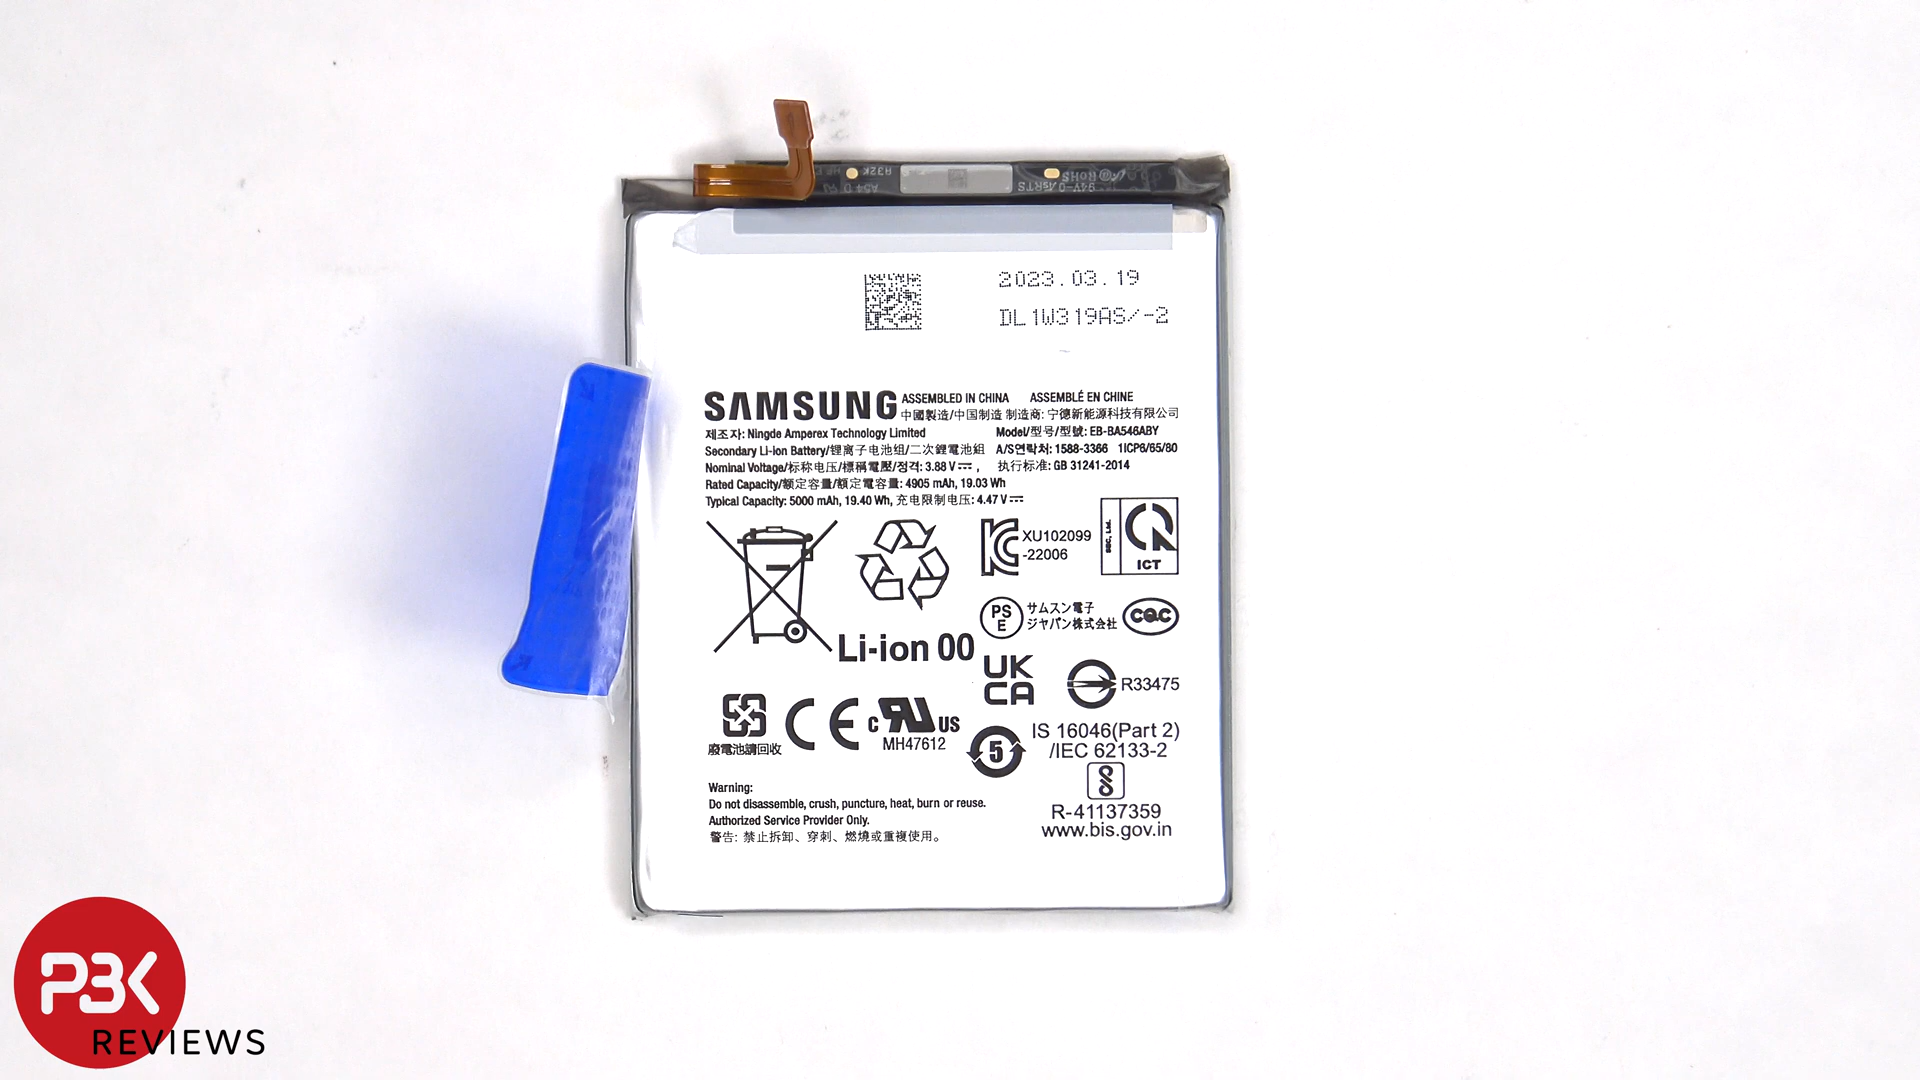 A32K
A54
94V-0
RoHS
2023.03.19
DL1W319AS/-2
SAMSUNG ASSEMBLED IN CHINA ASSEMBLÉ EN CHINE
中國製造/中国制造 制造商: 宁德新能源科技有限公司
제조자: Ningde Amperex Technology Limited Model/型号/型號: EB-BA546ABY
Secondary Li-ion Battery/锂离子电池组/二次鋰電池組 A/S연락처: 1588-3366 1ICP6/65/80
Nominal Voltage/标称电压/標稱電壓/정격: 3.88 V⎓, 执行标准: GB 31241-2014
Rated Capacity/额定容量/額定電容量: 4905 mAh, 19.03 Wh
Typical Capacity: 5000 mAh, 19.40 Wh, 充电限制电压: 4.47 V⎓
XU102099
-22006
SGC, Ltd.
ICT
PS
E
サムスン電子
ジャパン株式会社
CQC
Li-ion 00
UK
CA
R33475
廢電池請回收
CE
c RU US
MH47612
5
IS 16046(Part 2)
/IEC 62133-2
R-41137359
www.bis.gov.in
Warning:
Do not disassemble, crush, puncture, heat, burn or reuse.
Authorized Service Provider Only.
警告: 禁止拆卸、穿刺、燃燒或重複使用。
PBK
REVIEWS